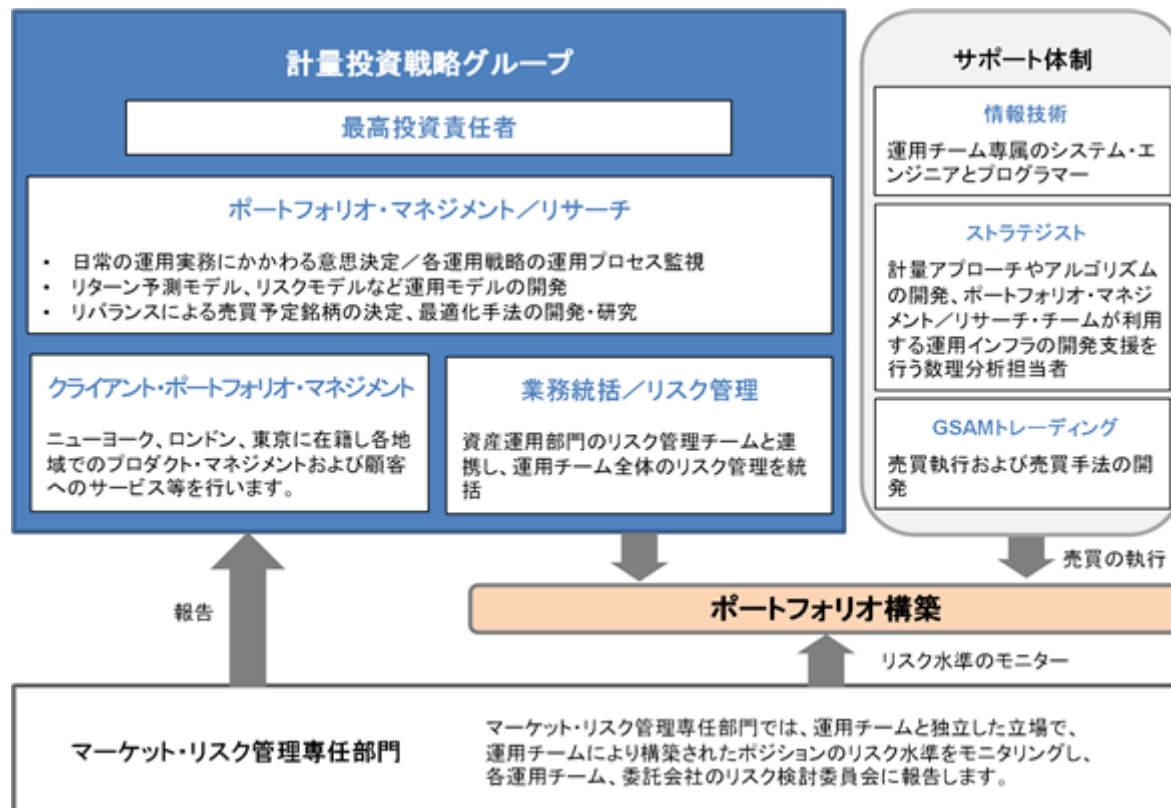 計量投資戦略グループ
最高投資責任者
ポートフォリオ・マネジメント／リサーチ
• 日常の運用実務にかかわる意思決定／各運用戦略の運用プロセス監視
• リターン予測モデル、リスクモデルなど運用モデルの開発
• リバランスによる売買予定銘柄の決定、最適化手法の開発・研究
クライアント・ポートフォリオ・マネジメント
ニューヨーク、ロンドン、東京に在籍し各地
域でのプロダクト・マネジメントおよび顧客
へのサービス等を行います。
業務統括／リスク管理
資産運用部門のリスク管理チームと連
携し、運用チーム全体のリスク管理を統
括
サポート体制
情報技術
運用チーム専属のシステム・エ
ンジニアとプログラマー
ストラテジスト
計量アプローチやアルゴリズム
の開発、ポートフォリオ・マネジ
メント／リサーチ・チームが利用
する運用インフラの開発支援を
行う数理分析担当者
GSAMトレーディング
売買執行および売買手法の開
発
売買の執行
報告
ポートフォリオ構築
リスク水準のモニター
マーケット・リスク管理専任部門
マーケット・リスク管理専任部門では、運用チームと独立した立場で、
運用チームにより構築されたポジションのリスク水準をモニタリングし、
各運用チーム、委託会社のリスク検討委員会に報告します。